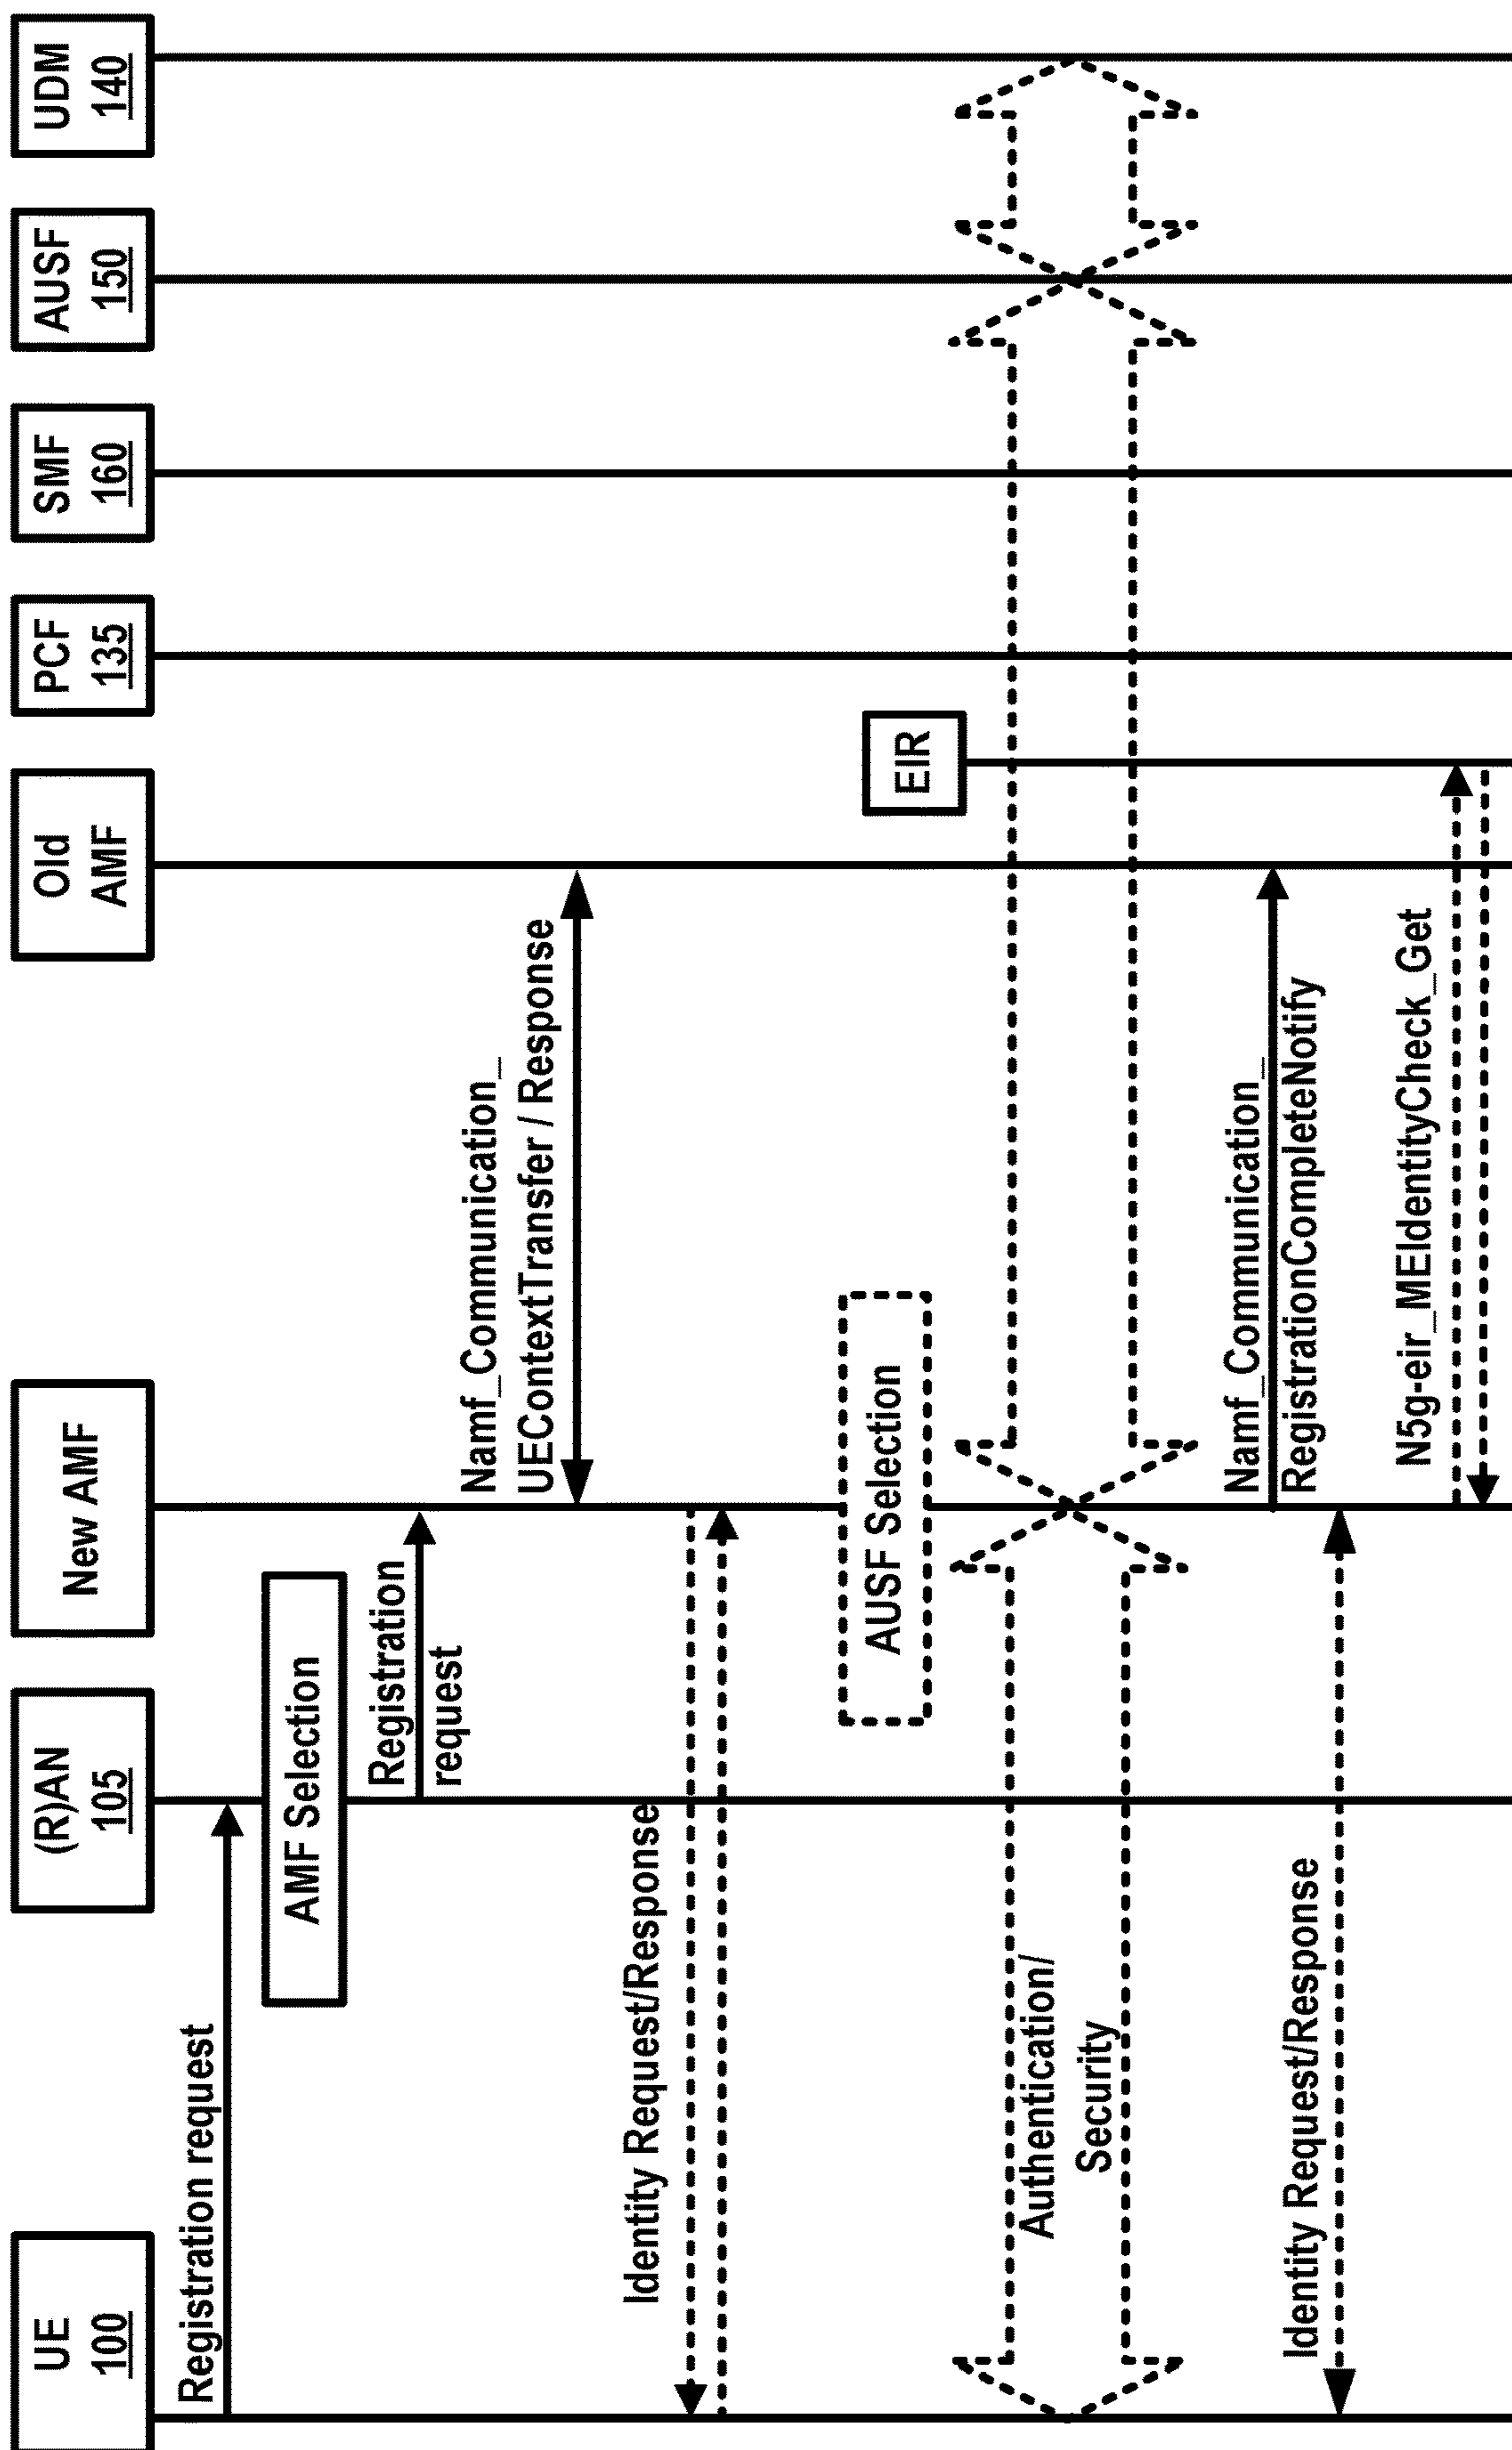 UE
100
(R)AN
105
New AMF
Old
AMF
PCF
135
SMF
160
AUSF
150
UDM
140
Registration request
AMF Selection
Registration
request
Namf_Communication_
UEContextTransfer / Response
Identity Request/Response
AUSF Selection
EIR
Authentication/
Security
Namf_Communication_
RegistrationCompleteNotify
Identity Request/Response
N5g-eir_MEIdentityCheck_Get